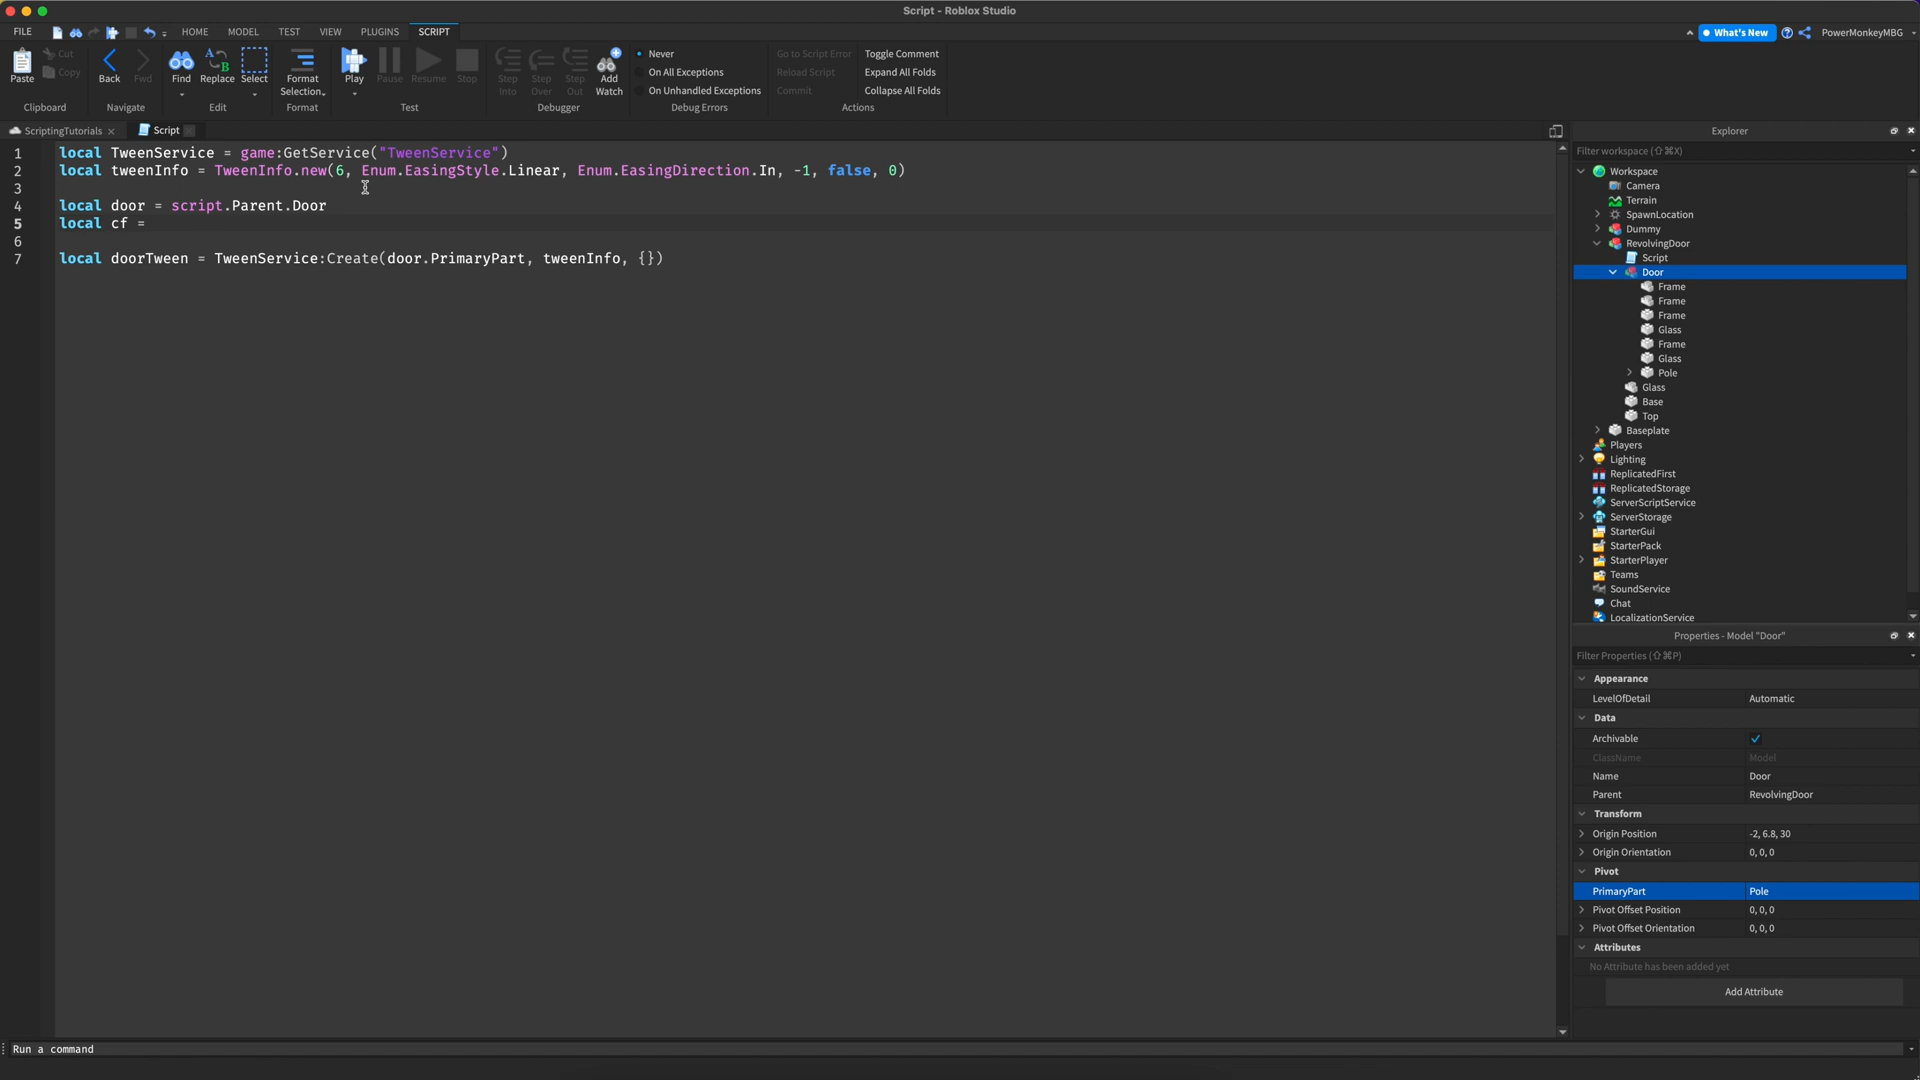 Script - Roblox Studio
FILE HOME MODEL TEST VIEW PLUGINS SCRIPT What's New PowerMonkeyMBG
Paste Cut Copy Back Fwd Find Replace Select Format Selection Play Pause Resume Stop Step Into Step Over Step Out Add Watch
Never
On All Exceptions
On Unhandled Exceptions
Go to Script Error
Reload Script
Commit
Toggle Comment
Expand All Folds
Collapse All Folds
Clipboard Navigate Edit Format Test Debugger Debug Errors Actions
ScriptingTutorials Script
1 local TweenService = game:GetService("TweenService")
2 local tweenInfo = TweenInfo.new(6, Enum.EasingStyle.Linear, Enum.EasingDirection.In, -1, false, 0)
3
4 local door = script.Parent.Door
5 local cf =
6
7 local doorTween = TweenService:Create(door.PrimaryPart, tweenInfo, {})
Explorer
Filter workspace (⇧⌘X)
Workspace
Camera
Terrain
SpawnLocation
Dummy
RevolvingDoor
Script
Door
Frame
Frame
Frame
Glass
Frame
Glass
Pole
Glass
Base
Top
Baseplate
Players
Lighting
ReplicatedFirst
ReplicatedStorage
ServerScriptService
ServerStorage
StarterGui
StarterPack
StarterPlayer
Teams
SoundService
Chat
LocalizationService
Properties - Model "Door"
Filter Properties (⇧⌘P)
Appearance
LevelOfDetail Automatic
Data
Archivable
ClassName Model
Name Door
Parent RevolvingDoor
Transform
Origin Position -2, 6.8, 30
Origin Orientation 0, 0, 0
Pivot
PrimaryPart Pole
Pivot Offset Position 0, 0, 0
Pivot Offset Orientation 0, 0, 0
Attributes
No Attribute has been added yet
Add Attribute
Run a command